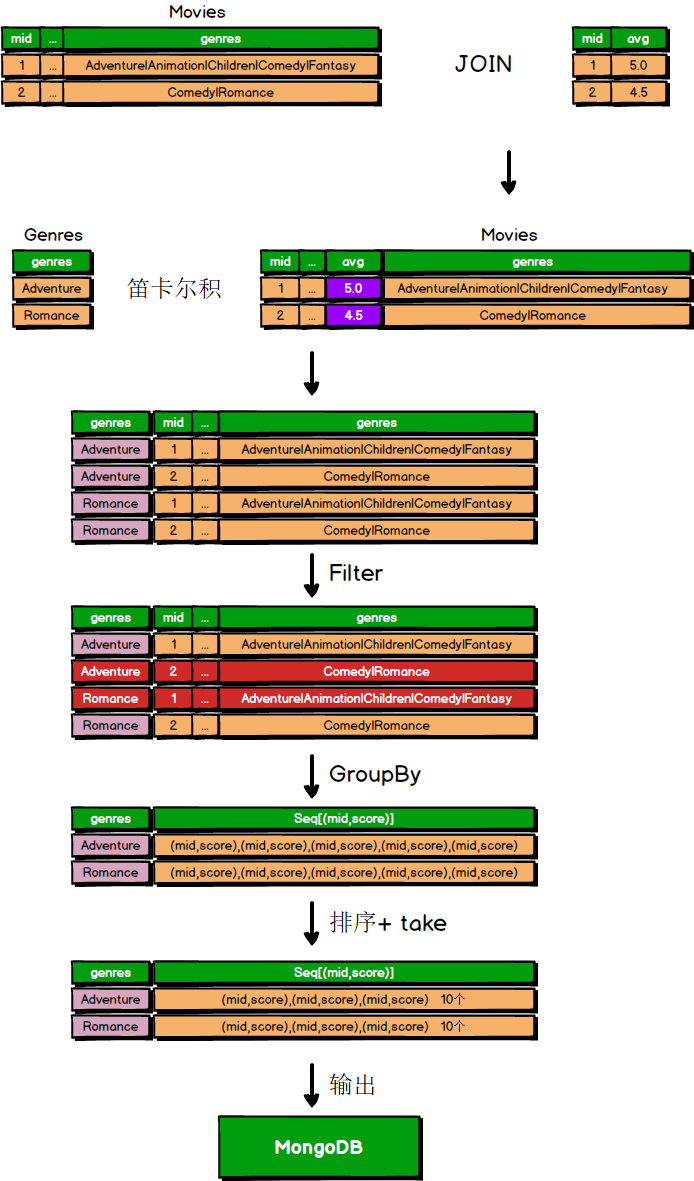 Movies
mid ... genres
1 ... Adventure|Animation|Children|Comedy|Fantasy
2 ... Comedy|Romance
JOIN
mid avg
1 5.0
2 4.5
Genres
genres
Adventure
Romance
笛卡尔积
Movies
mid ... avg genres
1 ... 5.0 Adventure|Animation|Children|Comedy|Fantasy
2 ... 4.5 Comedy|Romance
genres mid ... genres
Adventure 1 ... Adventure|Animation|Children|Comedy|Fantasy
Adventure 2 ... Comedy|Romance
Romance 1 ... Adventure|Animation|Children|Comedy|Fantasy
Romance 2 ... Comedy|Romance
Filter
genres mid ... genres
Adventure 1 ... Adventure|Animation|Children|Comedy|Fantasy
Adventure 2 ... Comedy|Romance
Romance 1 ... Adventure|Animation|Children|Comedy|Fantasy
Romance 2 ... Comedy|Romance
GroupBy
genres Seq[(mid,score)]
Adventure (mid,score),(mid,score),(mid,score),(mid,score),(mid,score)
Romance (mid,score),(mid,score),(mid,score),(mid,score),(mid,score)
排序+ take
genres Seq[(mid,score)]
Adventure (mid,score),(mid,score),(mid,score) 10个
Romance (mid,score),(mid,score),(mid,score) 10个
输出
MongoDB